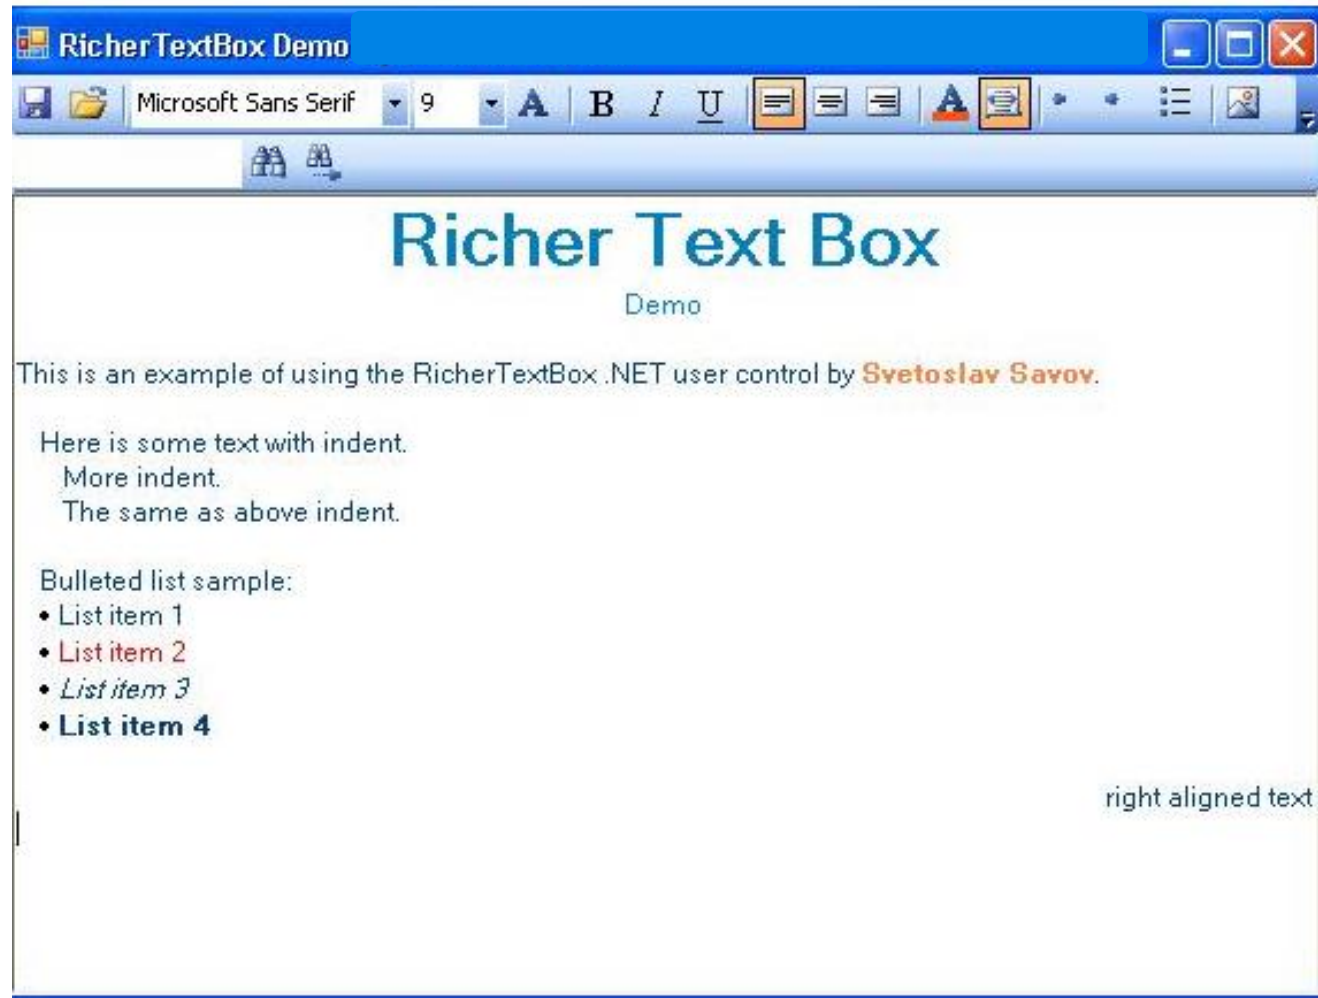 RicherTextBox Demo
Microsoft Sans Serif 9 A B I U A
Richer Text Box
Demo
This is an example of using the RicherTextBox .NET user control by Svetoslav Savov.
Here is some text with indent.
More indent.
The same as above indent.
Bulleted list sample:
• List item 1
• List item 2
• List item 3
• List item 4
right aligned text